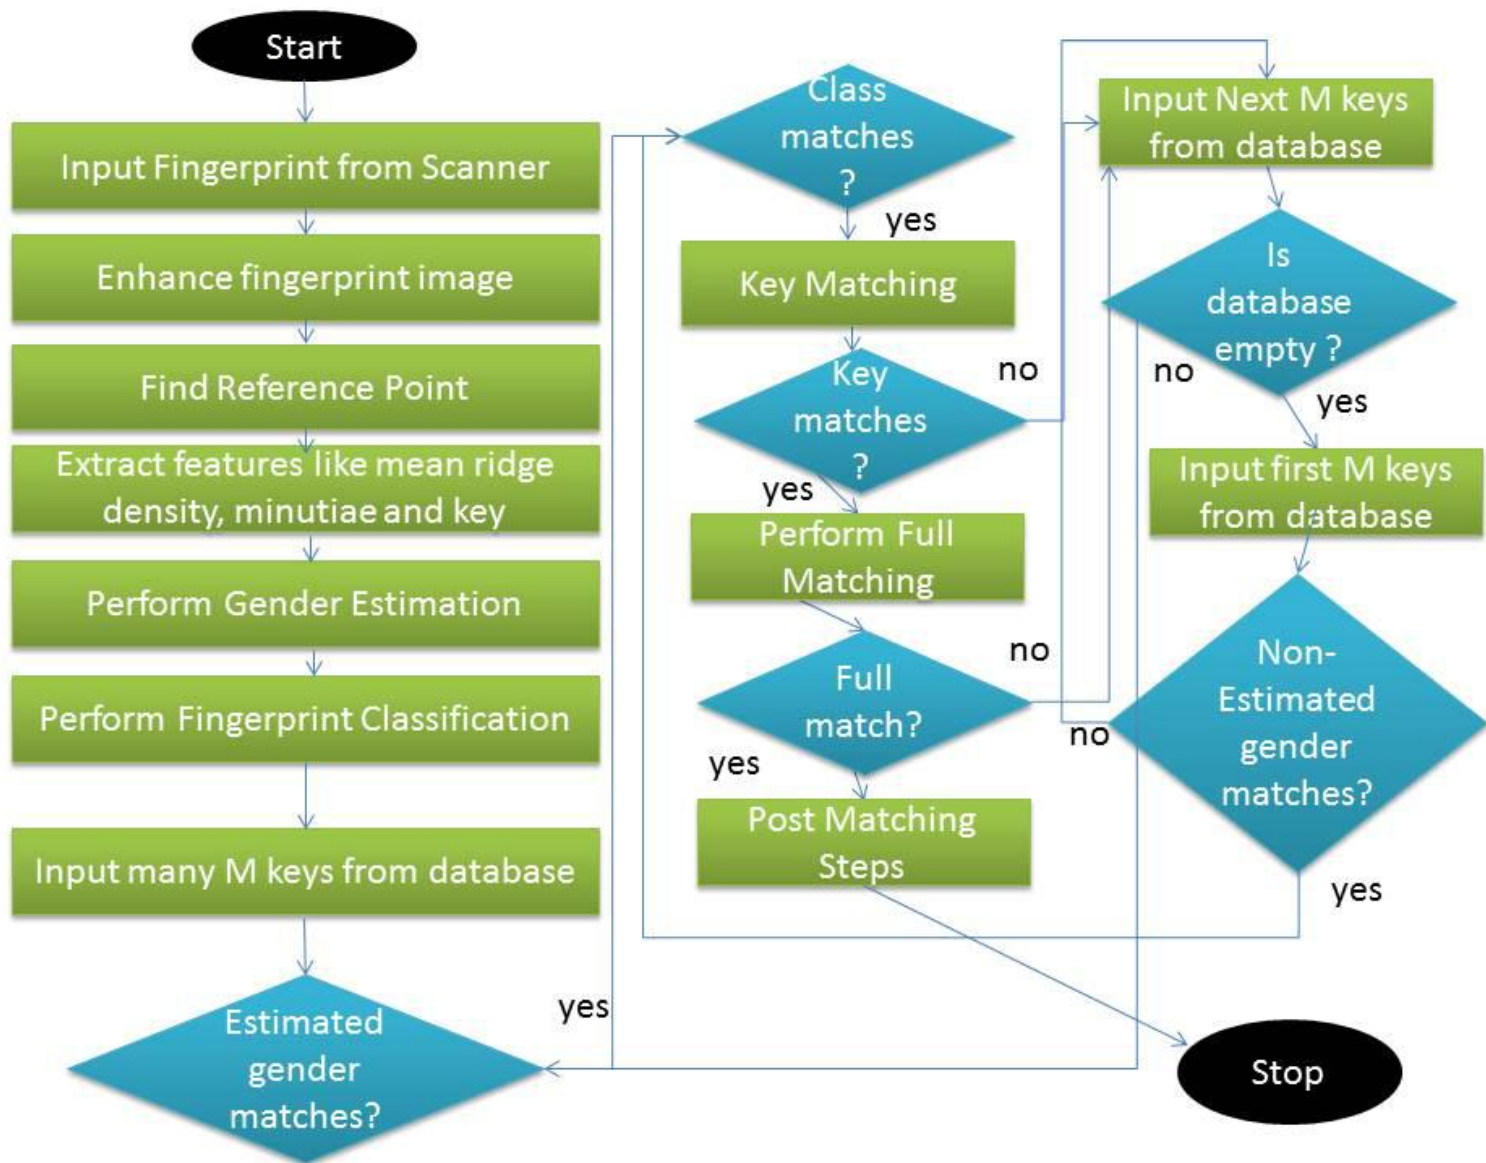 Start
Input Fingerprint from Scanner
Enhance fingerprint image
Find Reference Point
Extract features like mean ridge
density, minutiae and key
Perform Gender Estimation
Perform Fingerprint Classification
Input many M keys from database
Estimated
gender
matches?
yes
Class
matches
?
yes
Key Matching
Key
matches
?
no
yes
Perform Full
Matching
Full
match?
no
yes
Post Matching
Steps
Input Next M keys
from database
Is
database
empty ?
no
yes
Input first M keys
from database
Non-
Estimated
gender
matches?
no
yes
Stop